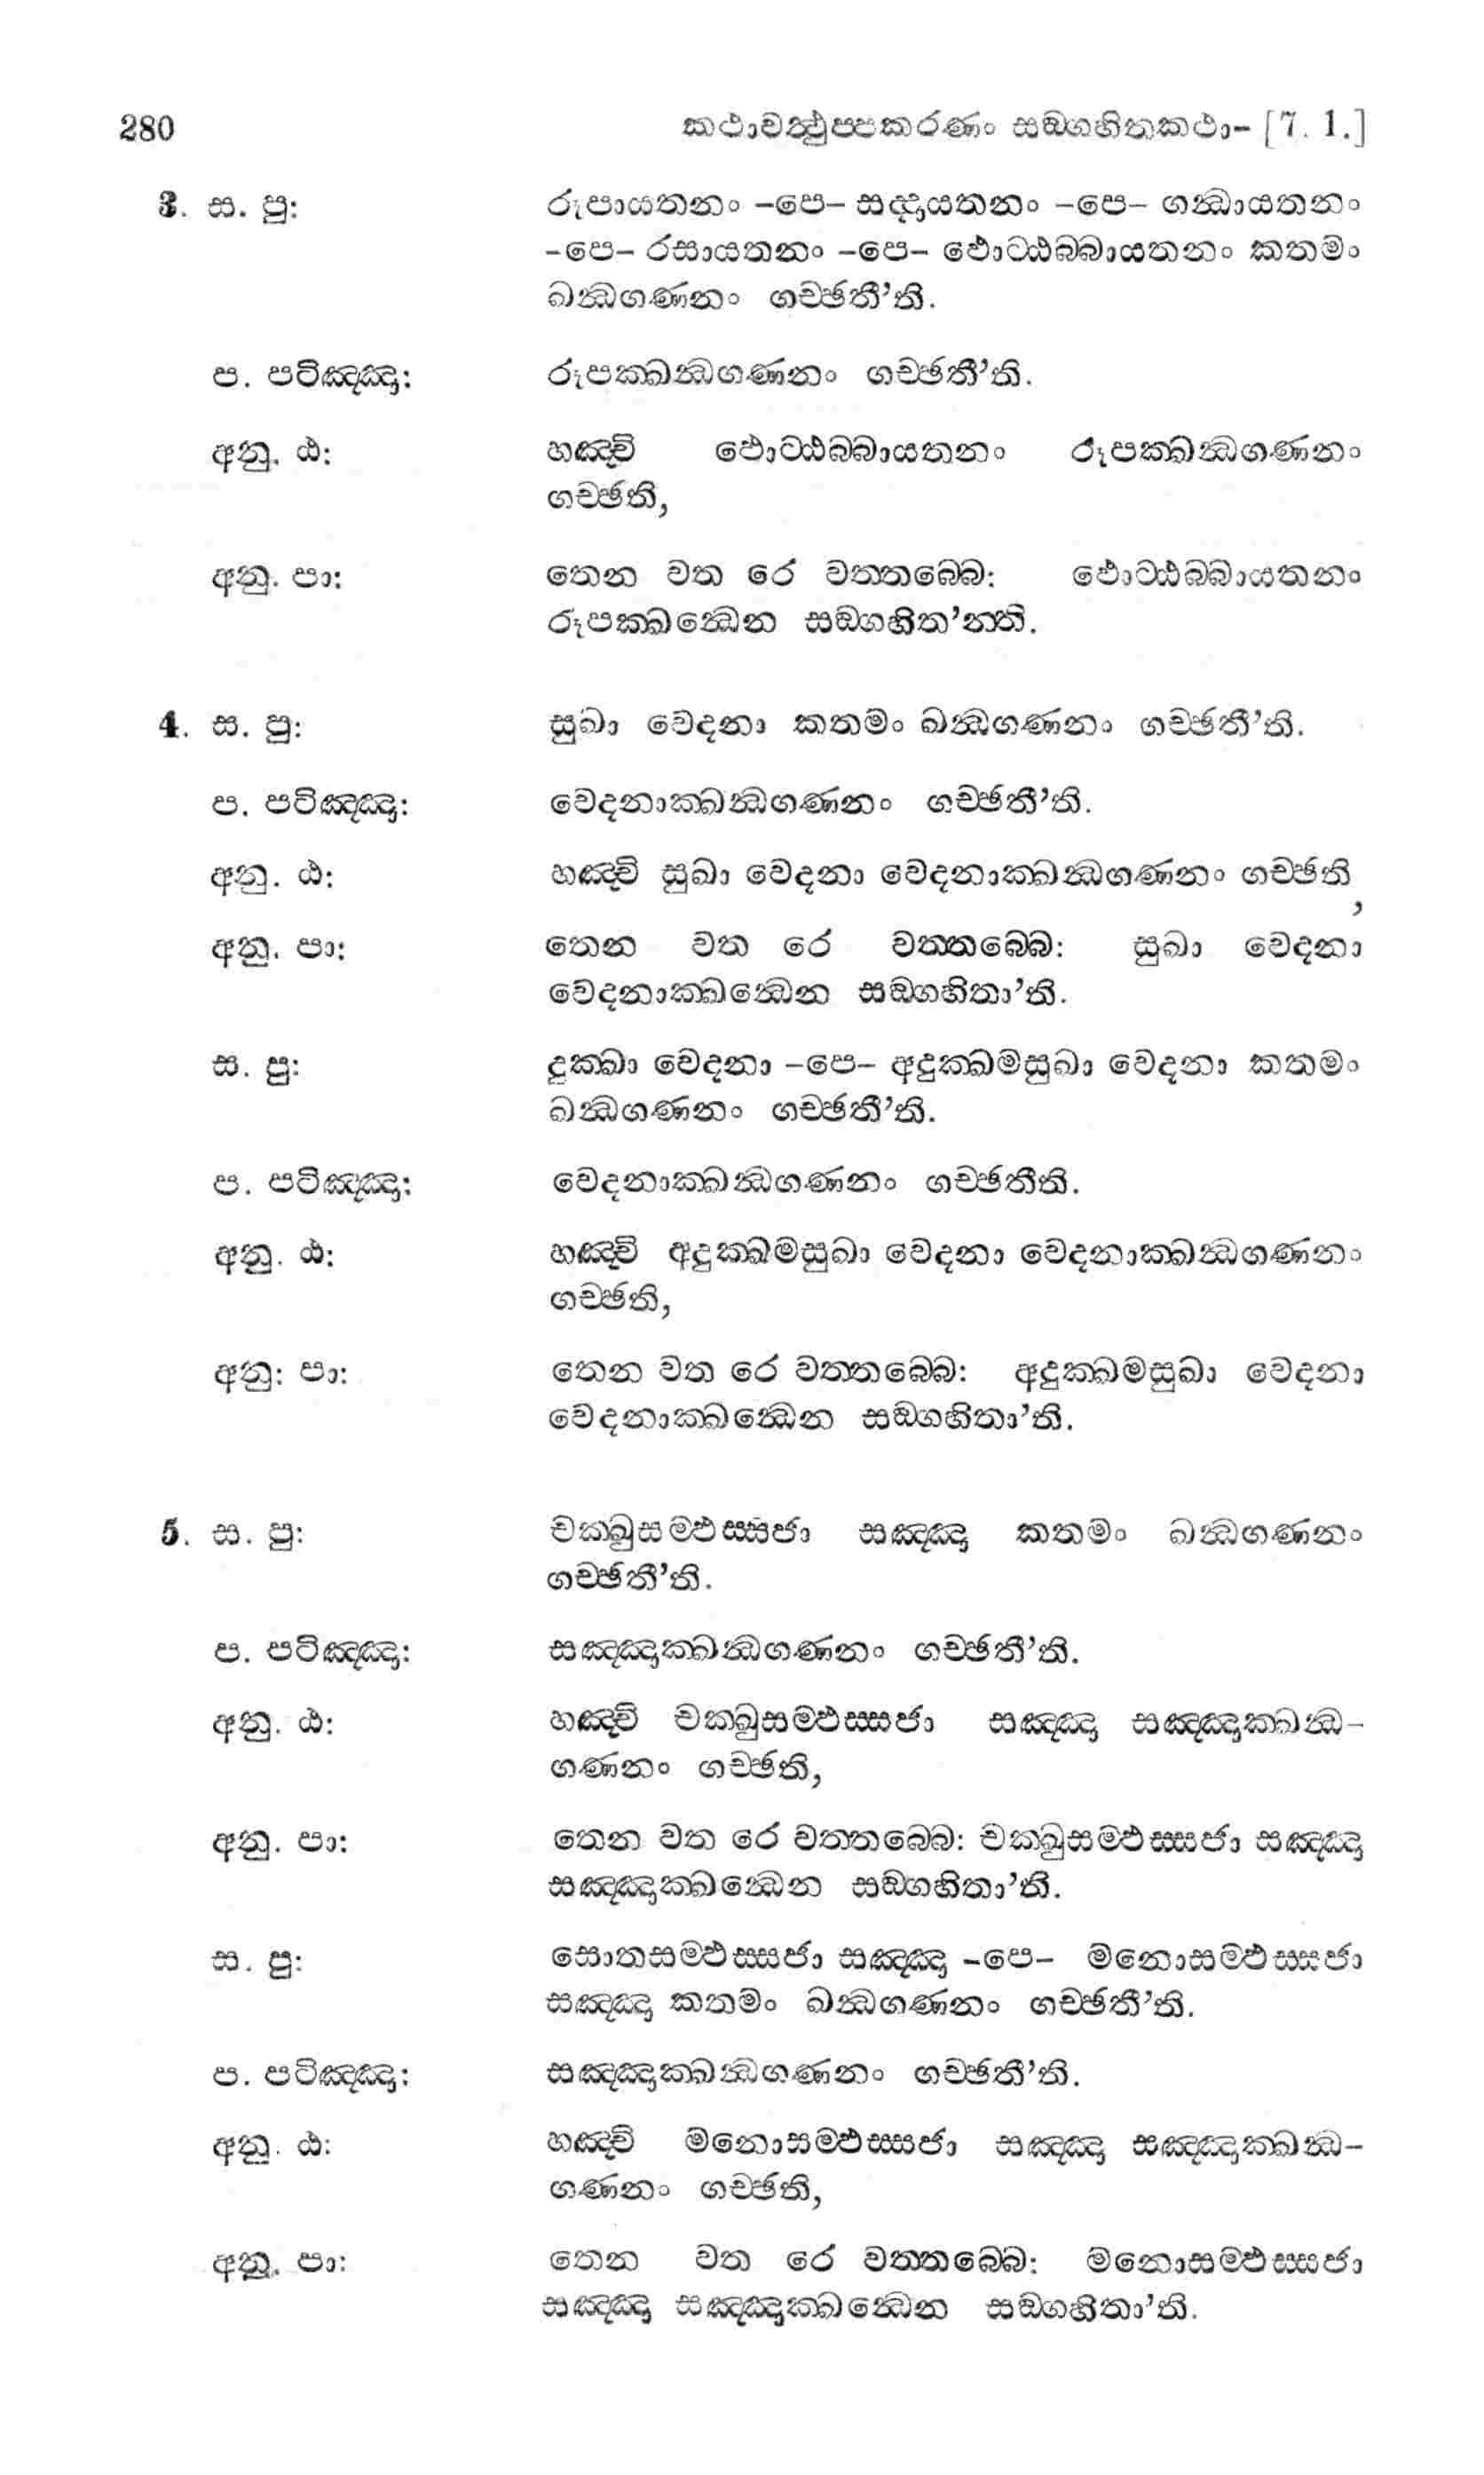 280 කථාවත්‍ථුප්‍පකරණං සඞ්ගහිතකථා- [7. 1.]
3. ස. පු: රූපායතනං -පෙ- සද්‍දායතනං -පෙ- ගන්‍ධායතනං
-පෙ- රසායතනං -පෙ- ඵොට්ඨබ්බායතනං කතමං
ඛන්‍ධගණනං ගච්ඡතී’ති.
ප. පටිඤ්ඤා: රූපක්ඛන්‍ධගණනං ගච්ඡතී’ති.
අනු. ඨ: හඤ්චි ඵොට්ඨබ්බායතනං රූපක්ඛන්‍ධගණනං
ගච්ඡති,
අනු. පා: තෙන වත රෙ වත්තබ්බෙ: ඵොට්ඨබ්බායතනං
රූපක්ඛන්‍ධෙන සඞ්ගහිත’න්ති.
4. ස. පු: සුඛා වෙදනා කතමං ඛන්‍ධගණනං ගච්ඡතී’ති.
ප. පටිඤ්ඤා: වෙදනාක්ඛන්‍ධගණනං ගච්ඡතී’ති.
අනු. ඨ: හඤ්චි සුඛා වෙදනා වෙදනාක්ඛන්‍ධගණනං ගච්ඡති,
අනු. පා: තෙන වත රෙ වත්තබ්බෙ: සුඛා වෙදනා
වෙදනාක්ඛන්‍ධෙන සඞ්ගහිතා’ති.
ස. පු: දුක්ඛා වෙදනා -පෙ- අදුක්ඛමසුඛා වෙදනා කතමං
ඛන්‍ධගණනං ගච්ඡතී’ති.
ප. පටිඤ්ඤා: වෙදනාක්ඛන්‍ධගණනං ගච්ඡතීති.
අනු. ඨ: හඤ්චි අදුක්ඛමසුඛා වෙදනා වෙදනාක්ඛන්‍ධගණනං
ගච්ඡති,
අනු: පා: තෙන වත රෙ වත්තබ්බෙ: අදුක්ඛමසුඛා වෙදනා
වෙදනාක්ඛන්‍ධෙන සඞ්ගහිතා’ති.
5. ස. පු: චක්ඛුසම්ඵස්සජා සඤ්ඤා කතමං ඛන්‍ධගණනං
ගච්ඡතී’ති.
ප. පටිඤ්ඤා: සඤ්ඤාක්ඛන්‍ධගණනං ගච්ඡතී’ති.
අනු. ඨ: හඤ්චි චක්ඛුසම්ඵස්සජා සඤ්ඤා සඤ්ඤාක්ඛන්‍ධ-
ගණනං ගච්ඡති,
අනු. පා: තෙන වත රෙ වත්තබ්බෙ: චක්ඛුසම්ඵස්සජා සඤ්ඤා
සඤ්ඤාක්ඛන්‍ධෙන සඞ්ගහිතා’ති.
ස. පු: සොතසම්ඵස්සජා සඤ්ඤා -පෙ- මනොසම්ඵස්සජා
සඤ්ඤා කතමං ඛන්‍ධගණනං ගච්ඡතී’ති.
ප. පටිඤ්ඤා: සඤ්ඤාක්ඛන්‍ධගණනං ගච්ඡතී’ති.
අනු. ඨ: හඤ්චි මනොසම්ඵස්සජා සඤ්ඤා සඤ්ඤාක්ඛන්‍ධ-
ගණනං ගච්ඡති,
අනු. පා: තෙන වත රෙ වත්තබ්බෙ: මනොසම්ඵස්සජා
සඤ්ඤා සඤ්ඤාක්ඛන්‍ධෙන සඞ්ගහිතා’ති.